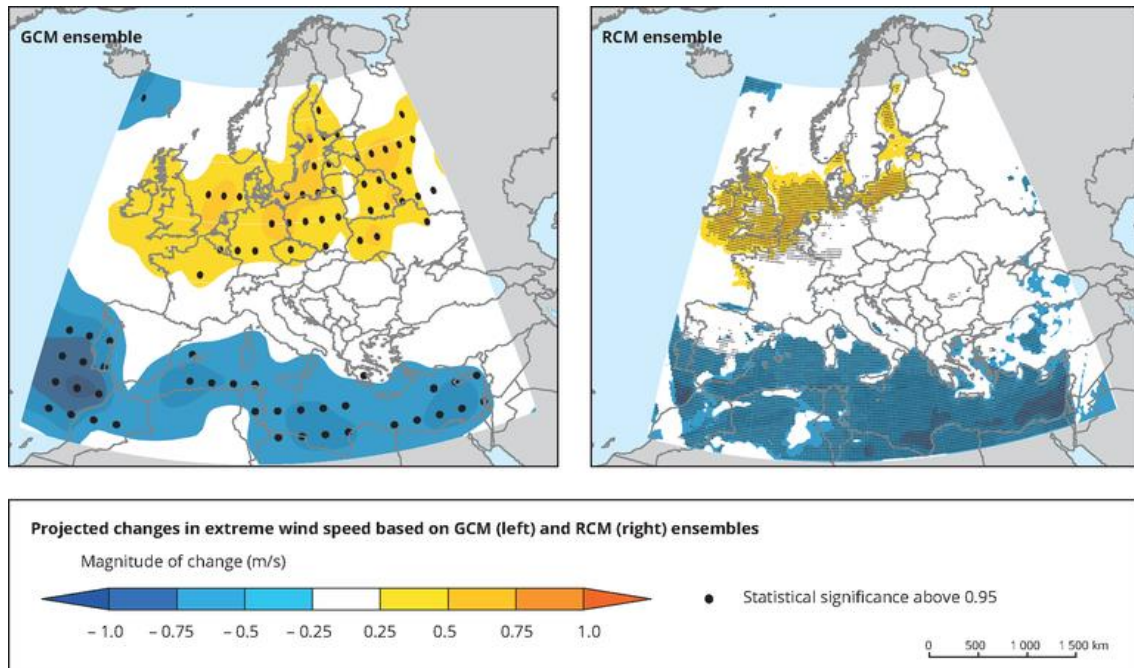 GCM ensemble
RCM ensemble
Projected changes in extreme wind speed based on GCM (left) and RCM (right) ensembles
Magnitude of change (m/s)
– 1.0 – 0.75 – 0.5 – 0.25 0.25 0.5 0.75 1.0
Statistical significance above 0.95
0 500 1 000 1 500 km